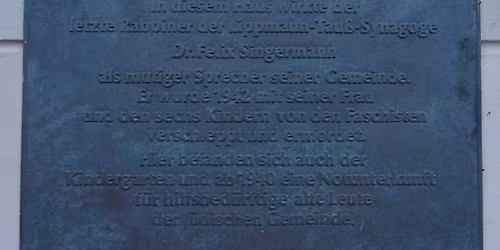 In diesem Haus wirkte der
letzte Rabbiner der Lippmann-Tauß-Synagoge
Dr. Felix Singermann
als mutiger Sprecher seiner Gemeinde.
Er wurde 1942 mit seiner Frau
und den sechs Kindern von den Faschisten
verschleppt und ermordet.
Hier befanden sich auch der
Kindergarten und ab 1940 eine Notunterkunft
für hilfsbedürftige alte Leute
der Jüdischen Gemeinde.